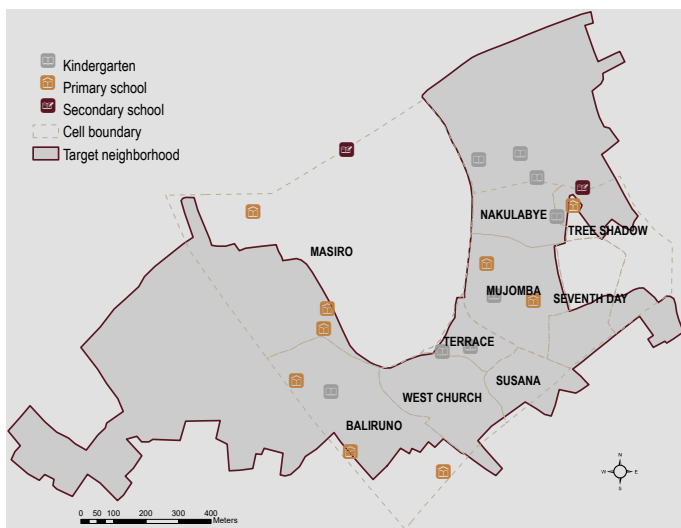 Kindergarten
Primary school
Secondary school
Cell boundary
Target neighborhood
NAKULABYE
TREE SHADOW
MASIRO
MUJOMBA
SEVENTH DAY
TERRACE
SUSANA
WEST CHURCH
BALIRUNO
N
W E
S
0 50 100 200 300 400
Meters